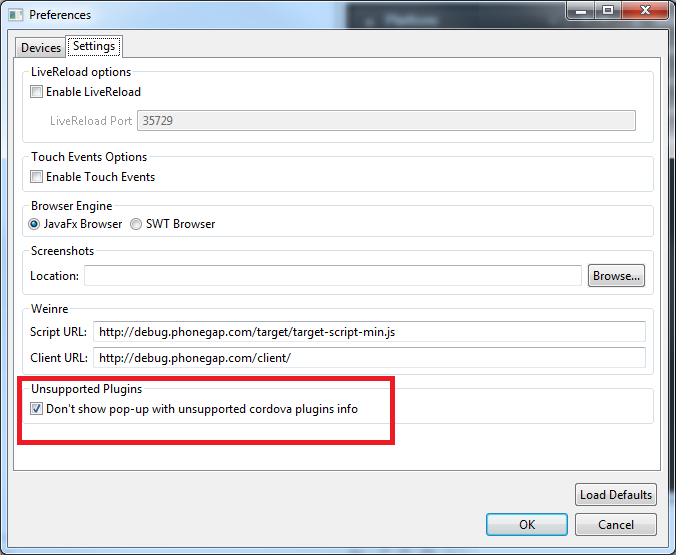 Preferences
Devices
Settings
LiveReload options
Enable LiveReload
LiveReload Port 35729
Touch Events Options
Enable Touch Events
Browser Engine
JavaFx Browser SWT Browser
Screenshots
Location: Browse...
Weinre
Script URL: http://debug.phonegap.com/target/target-script-min.js
Client URL: http://debug.phonegap.com/client/
Unsupported Plugins
Don't show pop-up with unsupported cordova plugins info
Load Defaults
OK Cancel